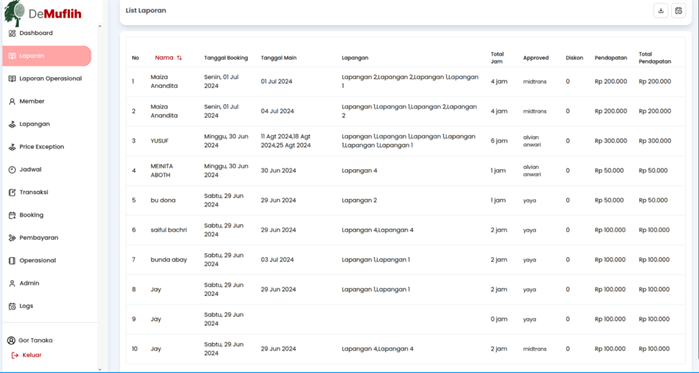 DeMuflih
Dashboard
Laporan
Laporan Operasional
Member
Lapangan
Price Exception
Jadwal
Transaksi
Booking
Pembayaran
Operasional
Admin
Logs
Gor Tanaka
Keluar
List Laporan
No Nama Tanggal Booking Tanggal Main Lapangan Total Jam Approved Diskon Pendapatan Total Pendapatan
1 Maiza Anandita Senin, 01 Jul 2024 01 Jul 2024 Lapangan 2,Lapangan 2,Lapangan 1,Lapangan 1 4 jam midtrans 0 Rp 200.000 Rp 200.000
2 Maiza Anandita Senin, 01 Jul 2024 04 Jul 2024 Lapangan 1,Lapangan 1,Lapangan 2,Lapangan 2 4 jam midtrans 0 Rp 200.000 Rp 200.000
3 YUSUF Minggu, 30 Jun 2024 11 Agt 2024,18 Agt 2024,25 Agt 2024 Lapangan 1,Lapangan 1,Lapangan 1,Lapangan 1,Lapangan 1,Lapangan 1 6 jam alvian anwari 0 Rp 300.000 Rp 300.000
4 MEINITA ABOTH Minggu, 30 Jun 2024 30 Jun 2024 Lapangan 4 1 jam alvian anwari 0 Rp 50.000 Rp 50.000
5 bu dona Sabtu, 29 Jun 2024 29 Jun 2024 Lapangan 2 1 jam yaya 0 Rp 50.000 Rp 50.000
6 saiful bachri Sabtu, 29 Jun 2024 29 Jun 2024 Lapangan 4,Lapangan 4 2 jam yaya 0 Rp 100.000 Rp 100.000
7 bunda abay Sabtu, 29 Jun 2024 03 Jul 2024 Lapangan 1,Lapangan 1 2 jam yaya 0 Rp 100.000 Rp 100.000
8 Jay Sabtu, 29 Jun 2024 29 Jun 2024 Lapangan 1,Lapangan 1 2 jam yaya 0 Rp 100.000 Rp 100.000
9 Jay Sabtu, 29 Jun 2024 0 jam yaya 0 Rp 100.000 Rp 100.000
10 Jay Sabtu, 29 Jun 2024 29 Jun 2024 Lapangan 4,Lapangan 4 2 jam midtrans 0 Rp 100.000 Rp 100.000